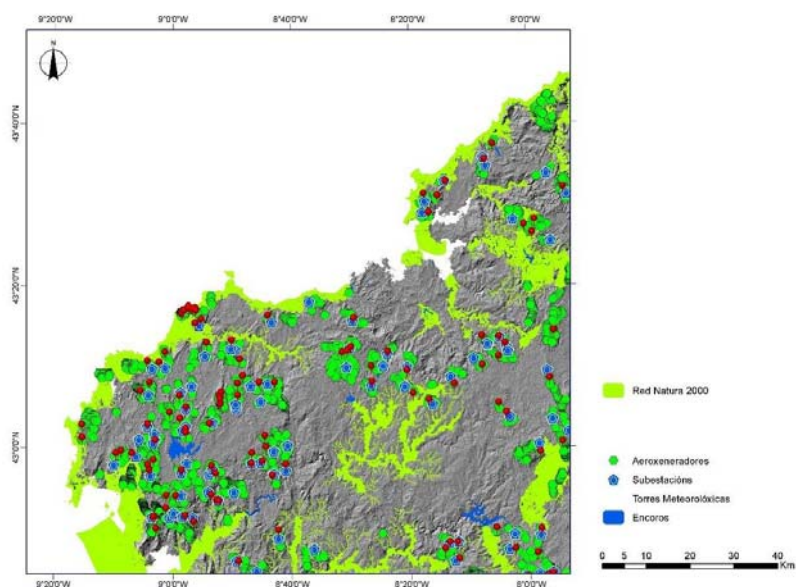 9°20'0"W 9°0'0"W 8°40'0"W 8°20'0"W 8°0'0"W
N
43°40'0"N
43°20'0"N
43°0'0"N
Red Natura 2000
Aeroxeneradores
Subestacións
Torres Meteorolóxicas
Encoros
0 5 10 20 30 40
Km
9°20'0"W 9°0'0"W 8°40'0"W 8°20'0"W 8°0'0"W